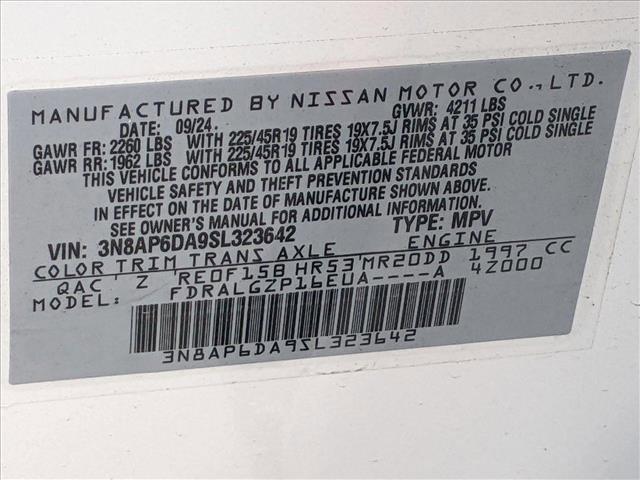 MANUFACTURED BY NISSAN MOTOR CO., LTD.
DATE: 09/24 GVWR: 4211 LBS
GAWR FR: 2260 LBS WITH 225/45R19 TIRES 19X7.5J RIMS AT 35 PSI COLD SINGLE
GAWR RR: 1962 LBS WITH 225/45R19 TIRES 19X7.5J RIMS AT 35 PSI COLD SINGLE
THIS VEHICLE CONFORMS TO ALL APPLICABLE FEDERAL MOTOR
VEHICLE SAFETY AND THEFT PREVENTION STANDARDS
IN EFFECT ON THE DATE OF MANUFACTURE SHOWN ABOVE.
SEE OWNER'S MANUAL FOR ADDITIONAL INFORMATION.
VIN: 3N8AP6DA9SL323642 TYPE: MPV
COLOR TRIM TRANS AXLE ENGINE
QAC Z RE0F15B HR53 MR20DD 1997 CC
MODEL: FDRALGZP16EUA----A 4Z000
3N8AP6DA9SL323642